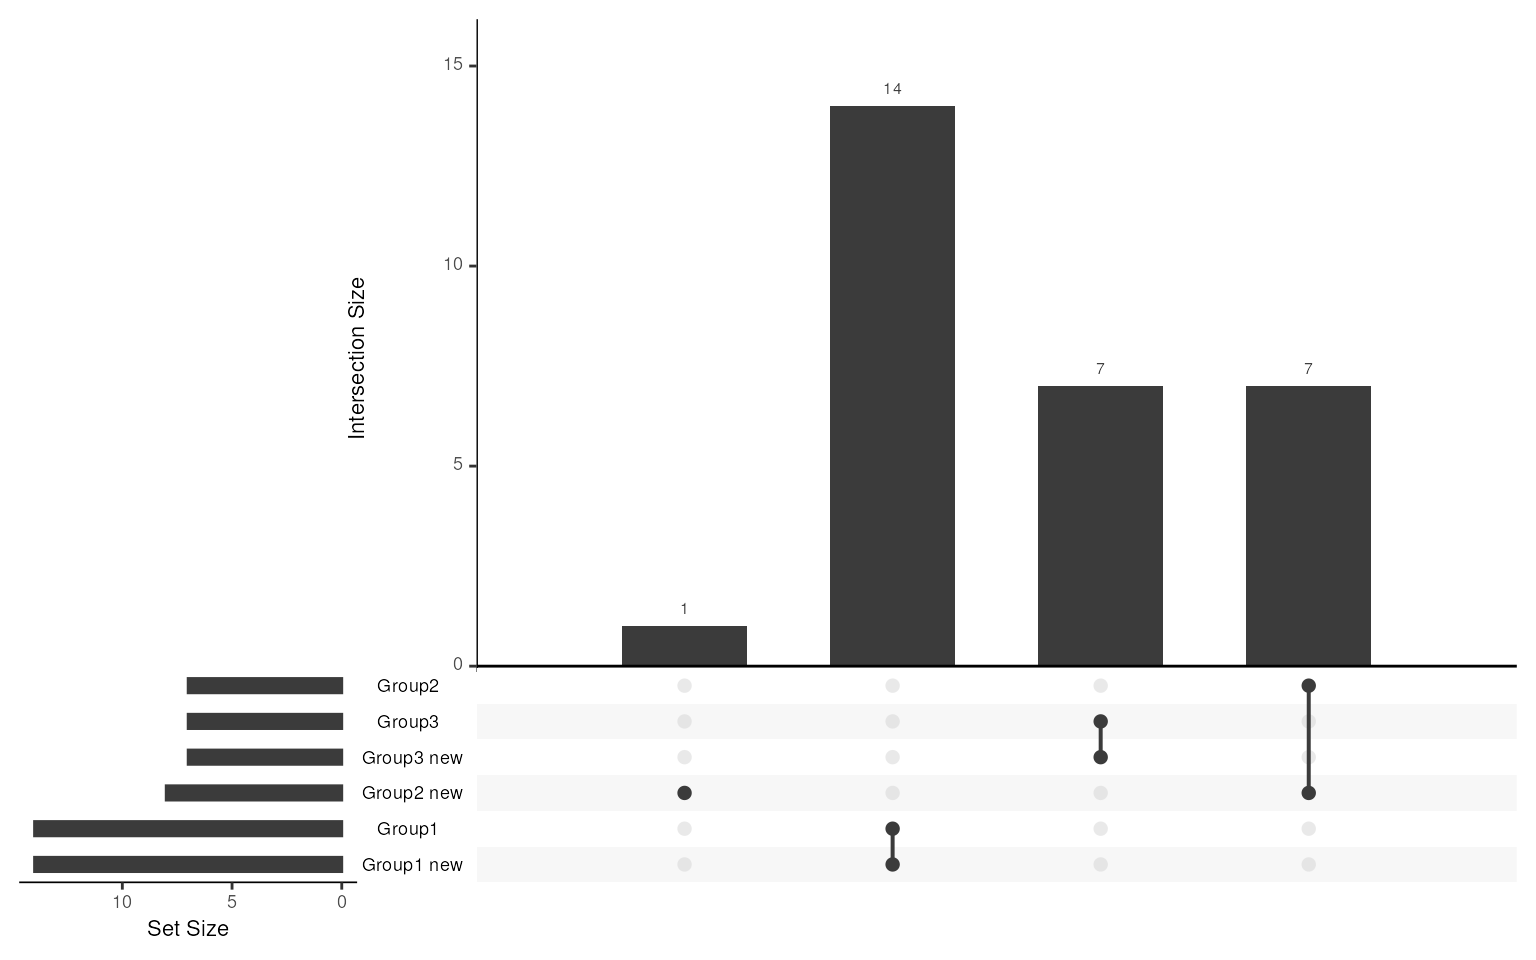 15
14
10
Intersection Size
7
7
5
1
0
Group2
Group3
Group3 new
Group2 new
Group1
Group1 new
10 5 0
Set Size